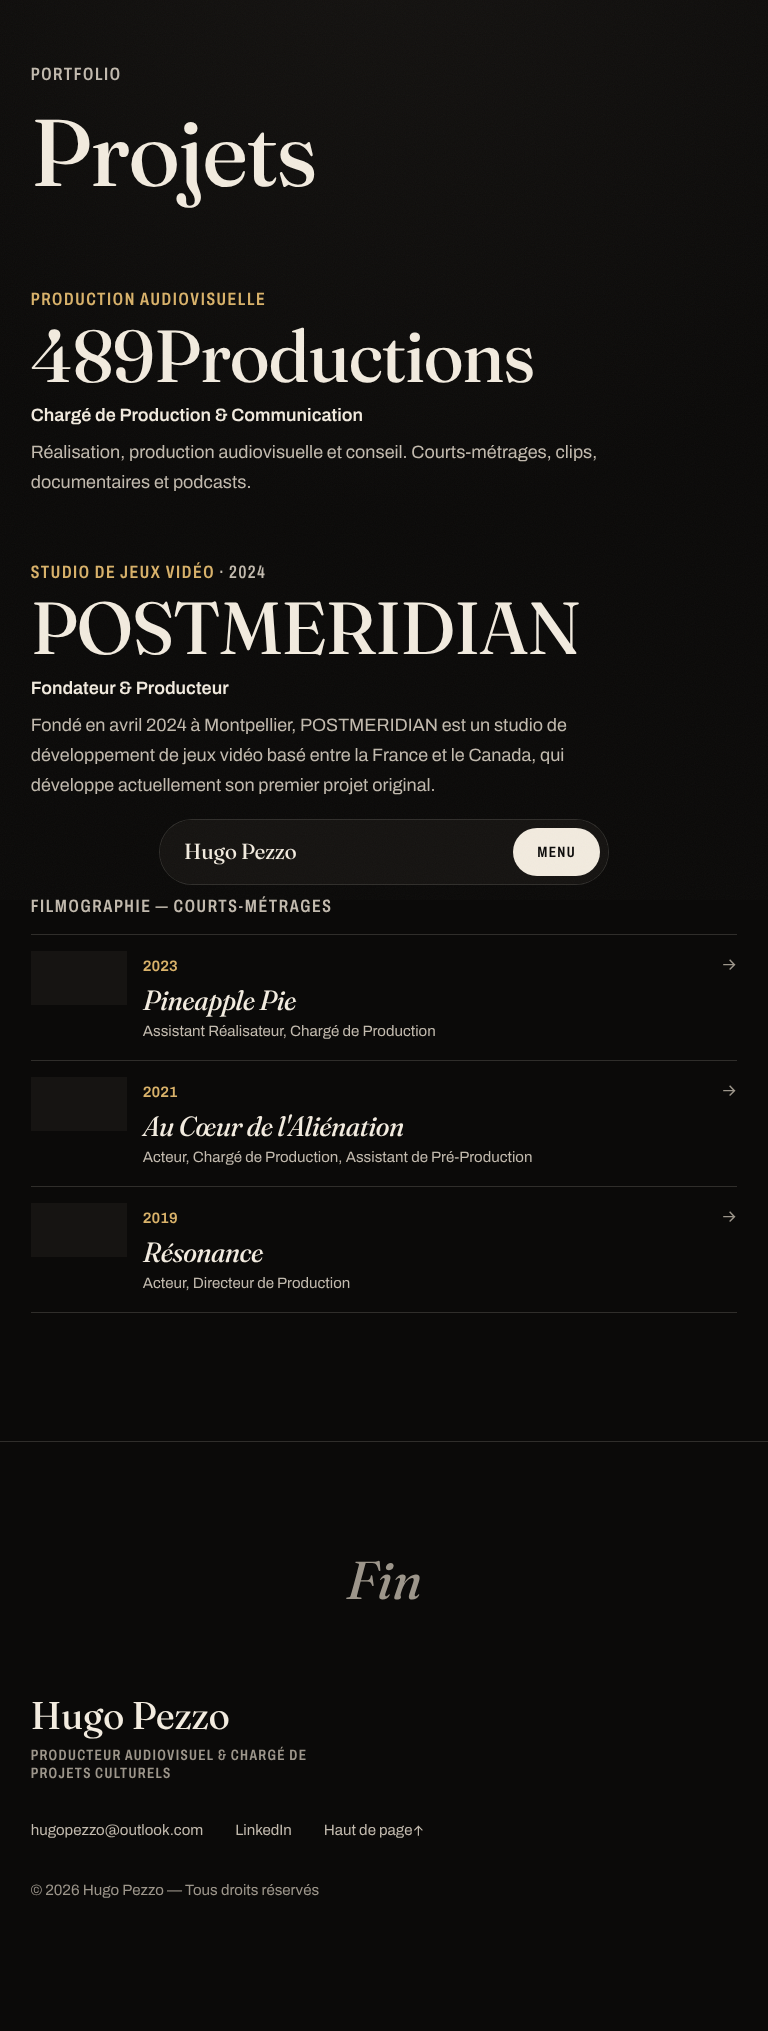 PORTFOLIO
Projets
PRODUCTION AUDIOVISUELLE
489Productions
Chargé de Production & Communication
Réalisation, production audiovisuelle et conseil. Courts-métrages, clips,
documentaires et podcasts.
STUDIO DE JEUX VIDÉO · 2024
POSTMERIDIAN
Fondateur & Producteur
Fondé en avril 2024 à Montpellier, POSTMERIDIAN est un studio de
développement de jeux vidéo basé entre la France et le Canada, qui
développe actuellement son premier projet original.
Hugo Pezzo
MENU
FILMOGRAPHIE — COURTS-MÉTRAGES
2023 →
Pineapple Pie
Assistant Réalisateur, Chargé de Production
2021 →
Au Cœur de l'Aliénation
Acteur, Chargé de Production, Assistant de Pré-Production
2019 →
Résonance
Acteur, Directeur de Production
Fin
Hugo Pezzo
PRODUCTEUR AUDIOVISUEL & CHARGÉ DE
PROJETS CULTURELS
hugopezzo@outlook.com LinkedIn Haut de page↑
© 2026 Hugo Pezzo — Tous droits réservés